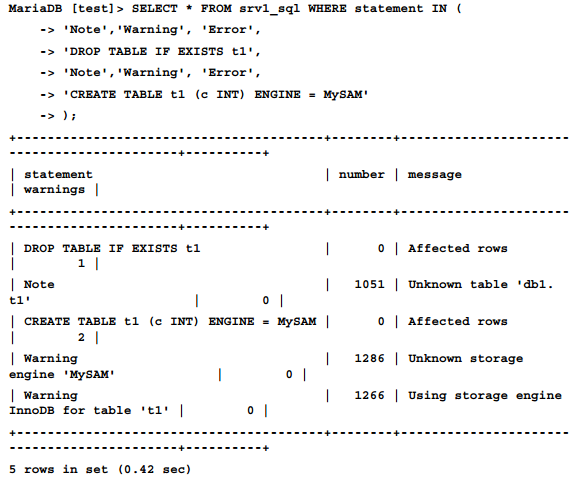 MariaDB [test]> SELECT * FROM srv1_sql WHERE statement IN (
    -> 'Note','Warning', 'Error',
    -> 'DROP TABLE IF EXISTS t1',
    -> 'Note','Warning', 'Error',
    -> 'CREATE TABLE t1 (c INT) ENGINE = MySAM'
    -> );
+----------------------------------------+--------+----------------------
-----------------------+----------+
| statement                              | number | message
| warnings |
+----------------------------------------+--------+----------------------
-----------------------+----------+
| DROP TABLE IF EXISTS t1                |      0 | Affected rows
|        1 |
| Note                                   |   1051 | Unknown table 'db1.
t1'                      |        0 |
| CREATE TABLE t1 (c INT) ENGINE = MySAM |      0 | Affected rows
|        2 |
| Warning                                |   1286 | Unknown storage
engine 'MySAM'              |        0 |
| Warning                                |   1266 | Using storage engine
InnoDB for table 't1' |        0 |
+----------------------------------------+--------+----------------------
-----------------------+----------+
5 rows in set (0.42 sec)